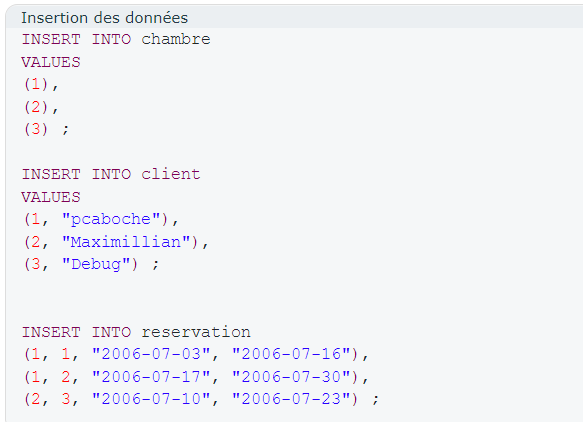 Insertion des données
INSERT INTO chambre
VALUES
(1),
(2),
(3) ;
INSERT INTO client
VALUES
(1, "pcaboche"),
(2, "Maximillian"),
(3, "Debug") ;
INSERT INTO reservation
(1, 1, "2006-07-03", "2006-07-16"),
(1, 2, "2006-07-17", "2006-07-30"),
(2, 3, "2006-07-10", "2006-07-23") ;